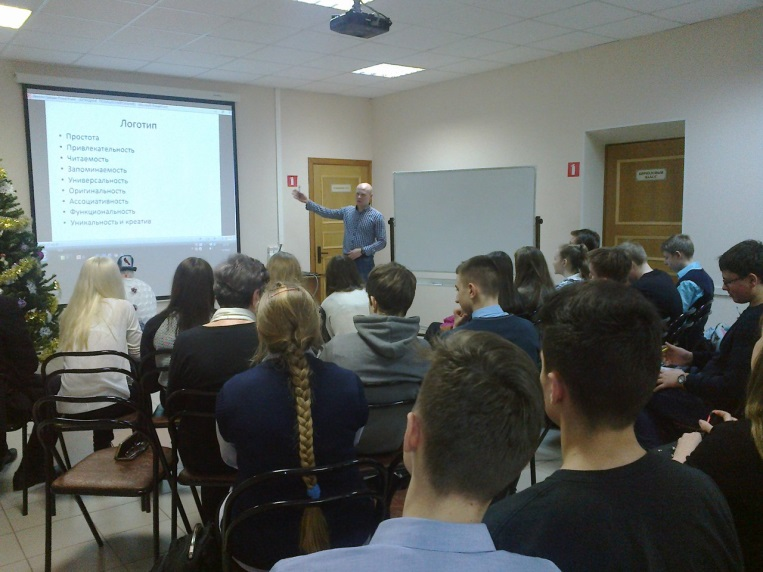 Логотип
• Простота
• Привлекательность
• Читаемость
• Запоминаемость
• Универсальность
• Оригинальность
• Ассоциативность
• Функциональность
• Уникальность и креатив